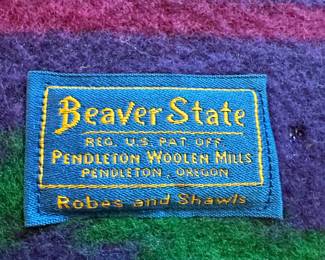 Beaver State
REG. U.S. PAT. OFF.
PENDLETON WOOLEN MILLS
PENDLETON, OREGON
Robes and Shawls